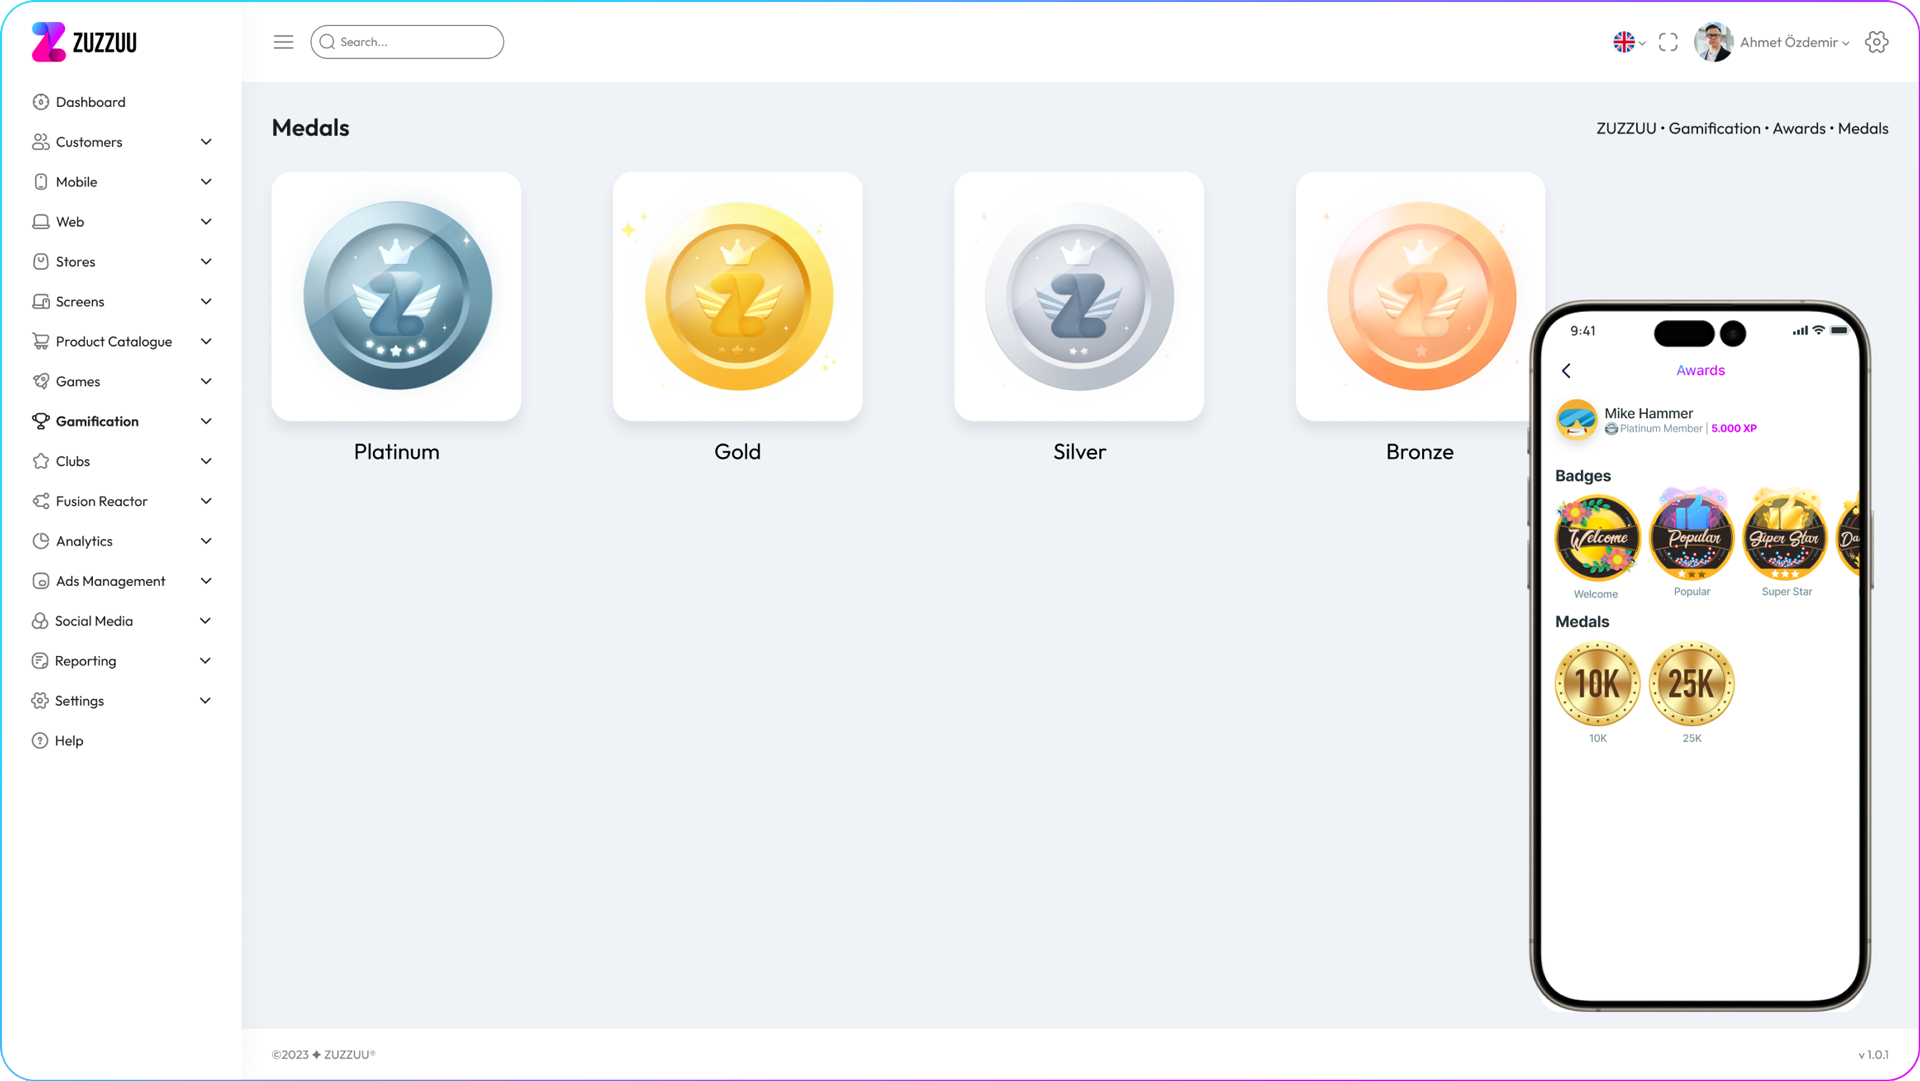 ZUZZUU
Search...
Ahmet Özdemir
Dashboard
Customers
Mobile
Web
Stores
Screens
Product Catalogue
Games
Gamification
Clubs
Fusion Reactor
Analytics
Ads Management
Social Media
Reporting
Settings
Help
Medals
ZUZZUU • Gamification • Awards • Medals
Platinum
Gold
Silver
Bronze
9:41
Awards
Mike Hammer
Platinum Member | 5.000 XP
Badges
Welcome
Popular
Super Star
Da
Welcome
Popular
Super Star
Medals
10K
25K
10K
25K
©2023 ✦ ZUZZUU®
v 1.0.1